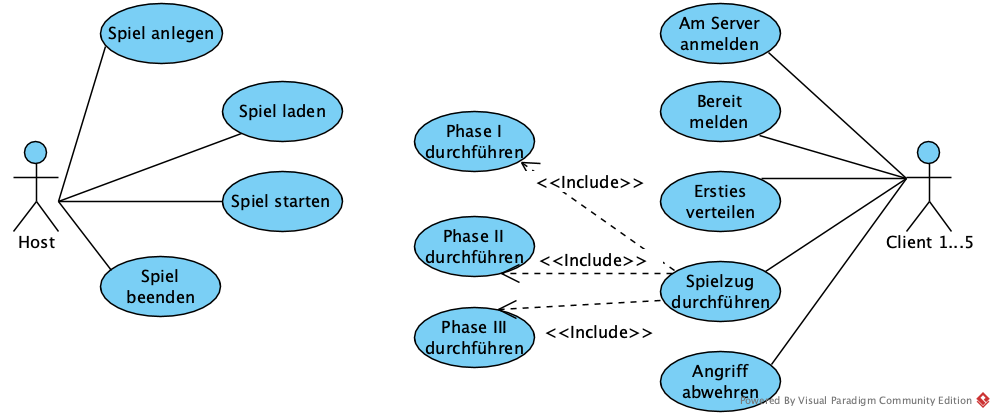 Spiel anlegen
Spiel laden
Spiel starten
Spiel
beenden
Host
Phase I
durchführen
Phase II
durchführen
Phase III
durchführen
<<Include>>
<<Include>>
<<Include>>
Am Server
anmelden
Bereit
melden
Ersties
verteilen
Spielzug
durchführen
Angriff
abwehren
Client 1...5
Powered By Visual Paradigm Community Edition